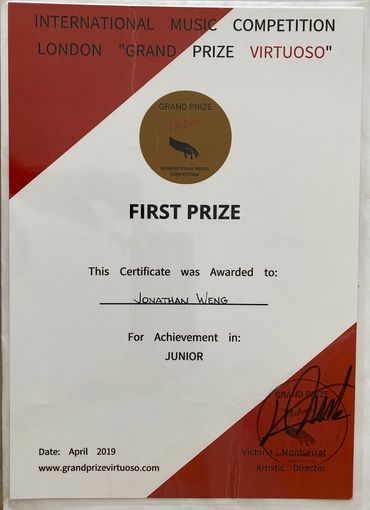 INTERNATIONAL MUSIC COMPETITION
LONDON "GRAND PRIZE VIRTUOSO"
GRAND PRIZE
Virtuoso
INTERNATIONAL MUSIC
COMPETITION
FIRST PRIZE
This Certificate was Awarded to:
JONATHAN WENG
For Achievement in:
JUNIOR
GRAND PRIZE
Date: April 2019
Victoria Montserrat
www.grandprizevirtuoso.com
Artistic Director